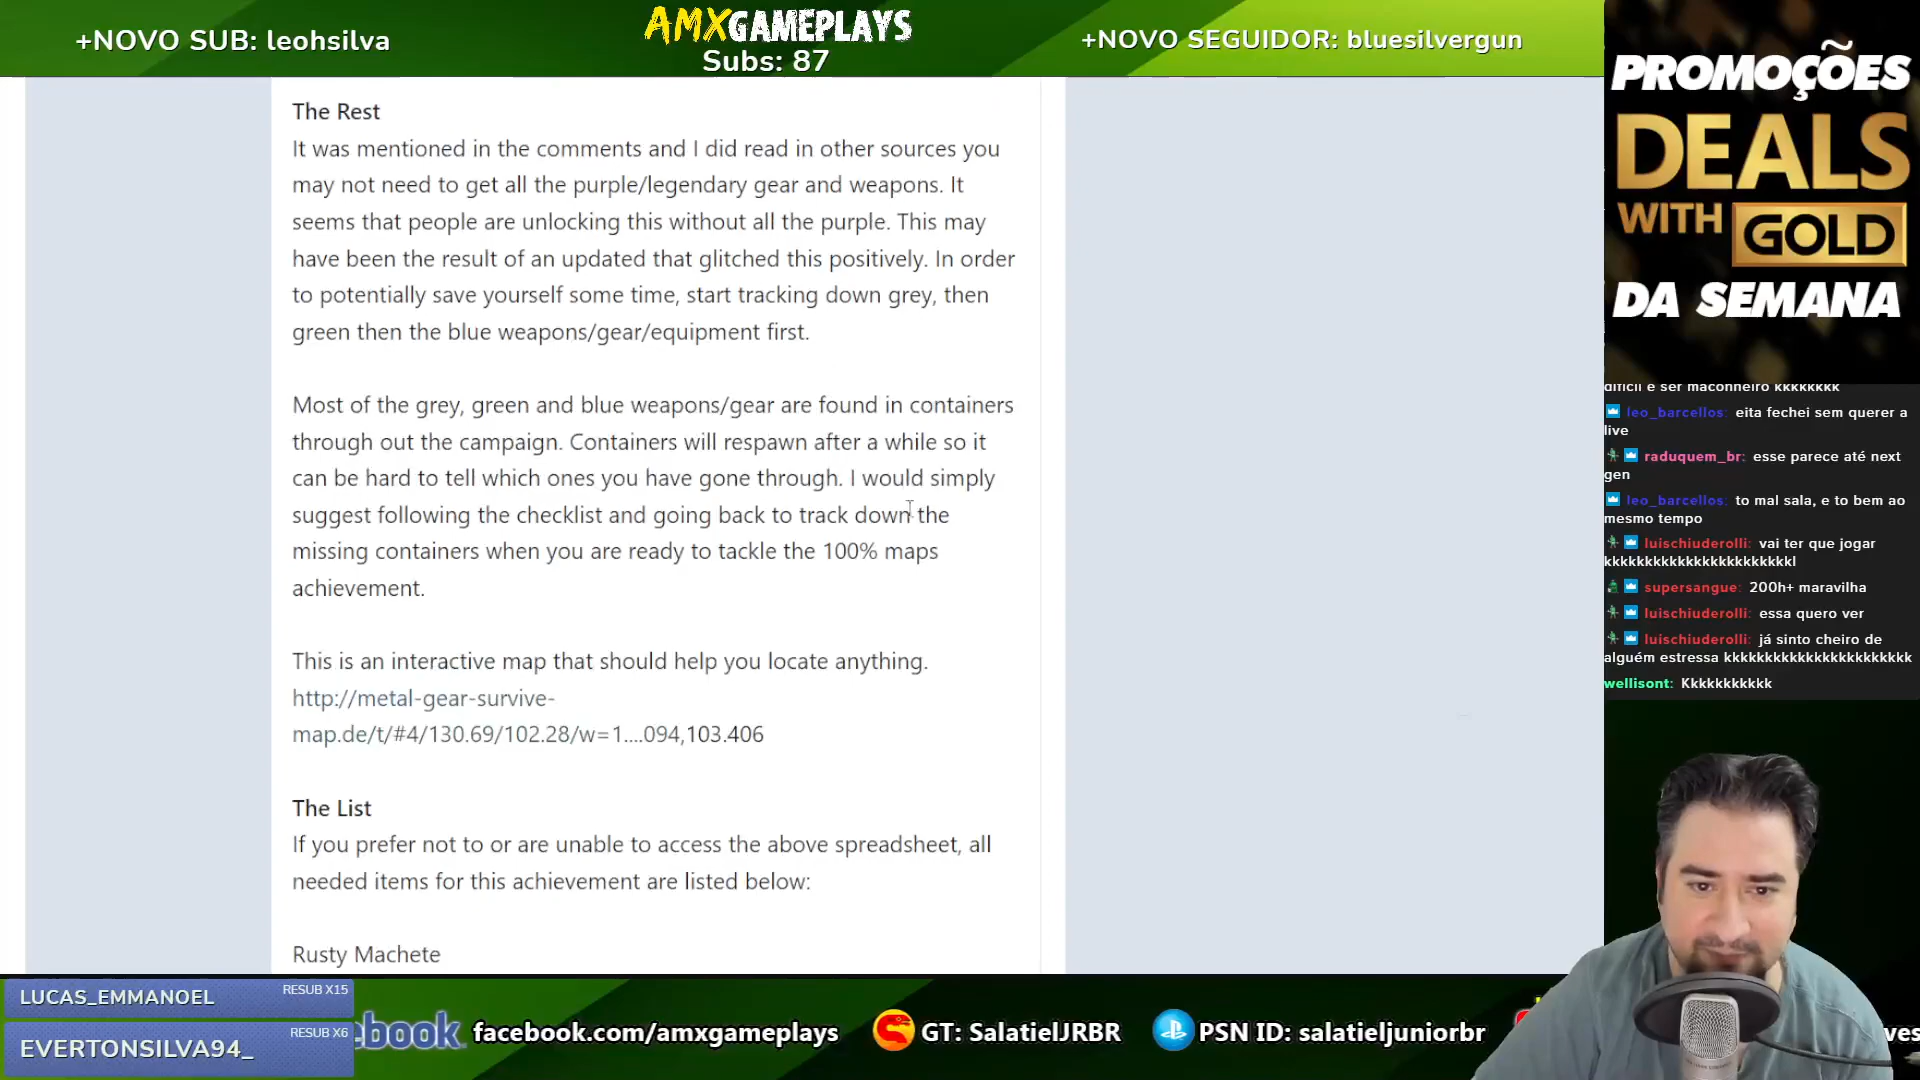 +NOVO SUB: leohsilva
AMXGAMEPLAYS
Subs: 87
+NOVO SEGUIDOR: bluesilvergun
PROMOÇÕES
DEALS
WITH GOLD
DA SEMANA
The Rest
It was mentioned in the comments and I did read in other sources you
may not need to get all the purple/legendary gear and weapons. It
seems that people are unlocking this without all the purple. This may
have been the result of an updated that glitched this positively. In order
to potentially save yourself some time, start tracking down grey, then
green then the blue weapons/gear/equipment first.
Most of the grey, green and blue weapons/gear are found in containers
through out the campaign. Containers will respawn after a while so it
can be hard to tell which ones you have gone through. I would simply
suggest following the checklist and going back to track down the
missing containers when you are ready to tackle the 100% maps
achievement.
This is an interactive map that should help you locate anything.
http://metal-gear-survive-
map.de/t/#4/130.69/102.28/w=1....094,103.406
The List
If you prefer not to or are unable to access the above spreadsheet, all
needed items for this achievement are listed below:
Rusty Machete
dificil e ser maconheiro kkkkkkkk
leo_barcellos: eita fechei sem querer a
live
raduquem_br: esse parece até next
gen
leo_barcellos: to mal sala, e to bem ao
mesmo tempo
luischiuderolli: vai ter que jogar
kkkkkkkkkkkkkkkkkkkkkkkl
supersangue: 200h+ maravilha
luischiuderolli: essa quero ver
luischiuderolli: já sinto cheiro de
alguém estressa kkkkkkkkkkkkkkkkkkkkkkk
wellisont: Kkkkkkkkkkk
LUCAS_EMMANOEL RESUB X15
EVERTONSILVA94_ RESUB X6
ebook. facebook.com/amxgameplays GT: SalatielJRBR PSN ID: salatieljuniorbr ves